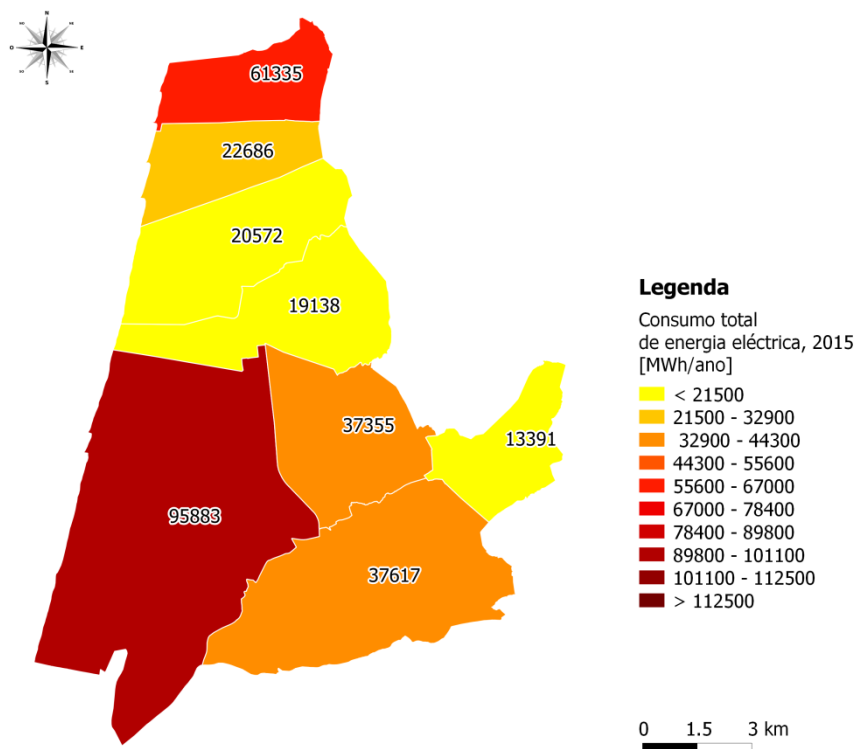 N
O
E
S
61335
22686
20572
19138
37355
13391
95883
37617
Legenda
Consumo total
de energia eléctrica, 2015
[MWh/ano]
< 21500
21500 - 32900
32900 - 44300
44300 - 55600
55600 - 67000
67000 - 78400
78400 - 89800
89800 - 101100
101100 - 112500
> 112500
0 1.5 3 km